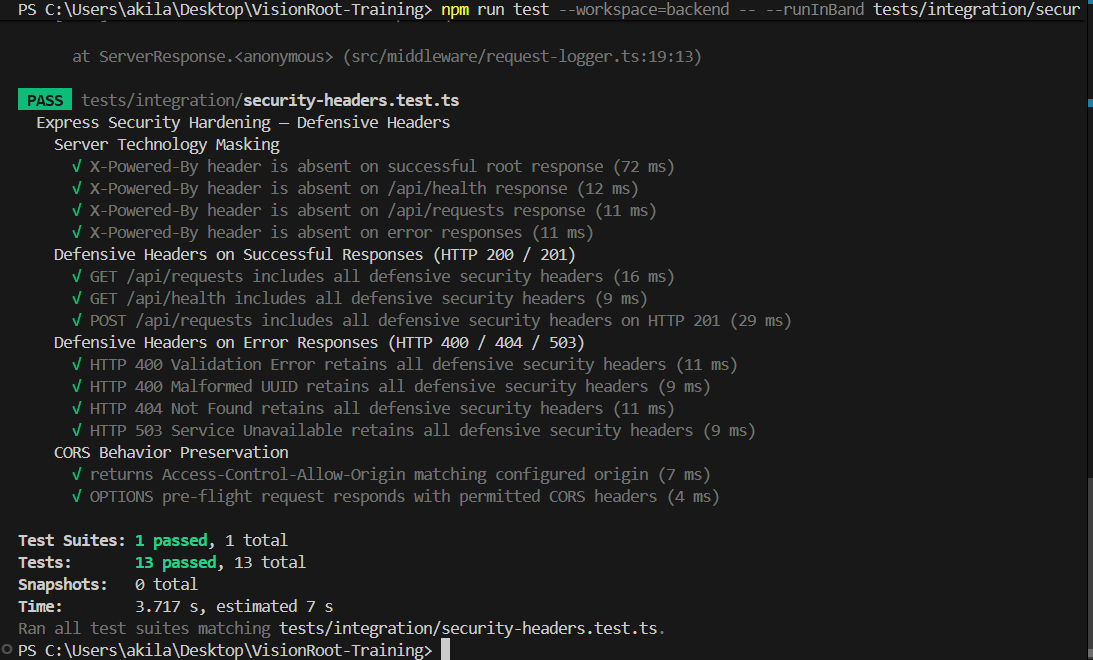 PS C:\Users\akila\Desktop\VisionRoot-Training> npm run test --workspace=backend -- --runInBand tests/integration/secur
at ServerResponse.<anonymous> (src/middleware/request-logger.ts:19:13)
PASS tests/integration/security-headers.test.ts
Express Security Hardening — Defensive Headers
Server Technology Masking
√ X-Powered-By header is absent on successful root response (72 ms)
√ X-Powered-By header is absent on /api/health response (12 ms)
√ X-Powered-By header is absent on /api/requests response (11 ms)
√ X-Powered-By header is absent on error responses (11 ms)
Defensive Headers on Successful Responses (HTTP 200 / 201)
√ GET /api/requests includes all defensive security headers (16 ms)
√ GET /api/health includes all defensive security headers (9 ms)
√ POST /api/requests includes all defensive security headers on HTTP 201 (29 ms)
Defensive Headers on Error Responses (HTTP 400 / 404 / 503)
√ HTTP 400 Validation Error retains all defensive security headers (11 ms)
√ HTTP 400 Malformed UUID retains all defensive security headers (9 ms)
√ HTTP 404 Not Found retains all defensive security headers (11 ms)
√ HTTP 503 Service Unavailable retains all defensive security headers (9 ms)
CORS Behavior Preservation
√ returns Access-Control-Allow-Origin matching configured origin (7 ms)
√ OPTIONS pre-flight request responds with permitted CORS headers (4 ms)
Test Suites: 1 passed, 1 total
Tests: 13 passed, 13 total
Snapshots: 0 total
Time: 3.717 s, estimated 7 s
Ran all test suites matching tests/integration/security-headers.test.ts.
PS C:\Users\akila\Desktop\VisionRoot-Training>